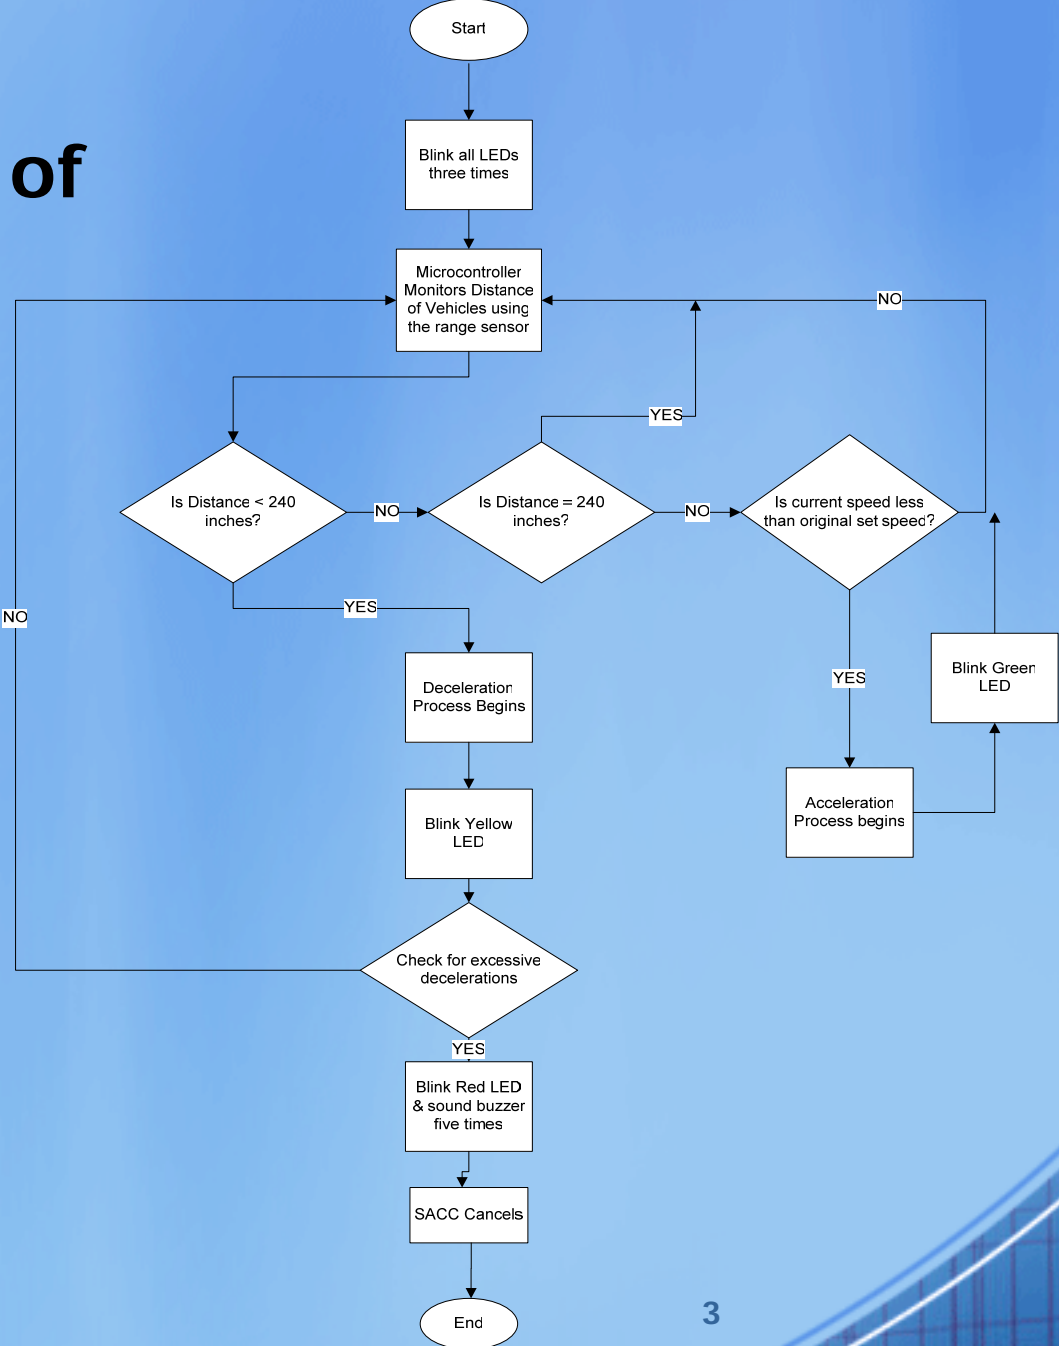 Start
Blink all LEDs
three times
of
Microcontroller
Monitors Distance
of Vehicles using
the range sensor
NO
YES
Is Distance < 240
inches?
NO
Is Distance = 240
inches?
NO
Is current speed less
than original set speed?
NO
YES
Deceleration
Process Begins
YES
Blink Green
LED
Acceleration
Process begins
Blink Yellow
LED
Check for excessive
decelerations
YES
Blink Red LED
& sound buzzer
five times
SACC Cancels
End
3